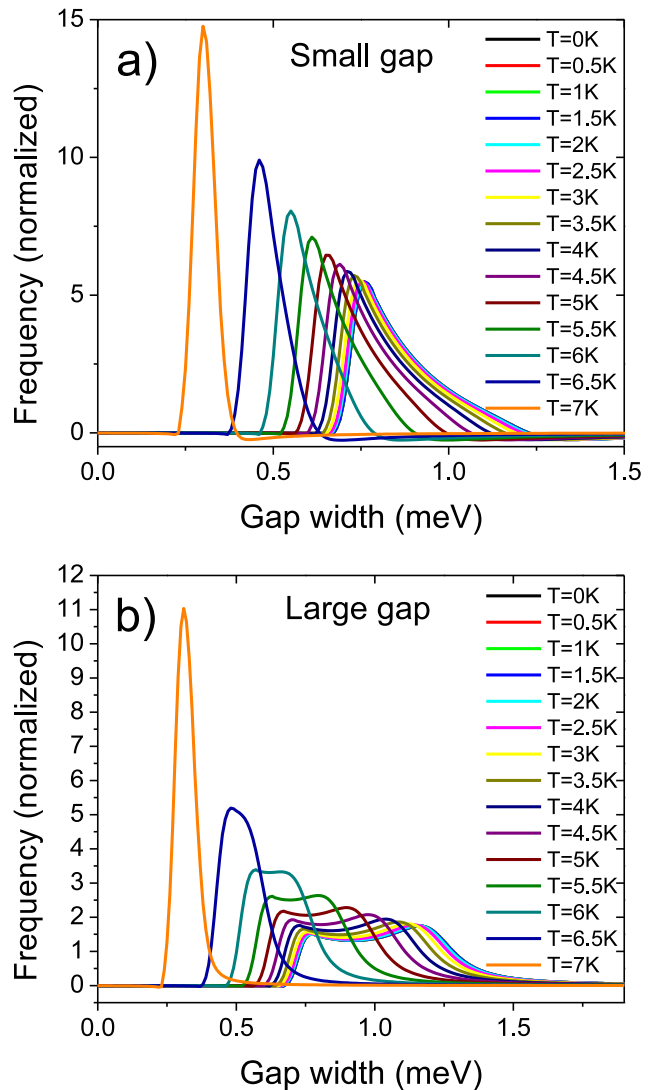 a)
Small gap
15
10
5
0
Frequency (normalized)
T=0K
T=0.5K
T=1K
T=1.5K
T=2K
T=2.5K
T=3K
T=3.5K
T=4K
T=4.5K
T=5K
T=5.5K
T=6K
T=6.5K
T=7K
0.0 0.5 1.0 1.5
Gap width (meV)
b)
Large gap
12
11
10
9
8
7
6
5
4
3
2
1
0
Frequency (normalized)
T=0K
T=0.5K
T=1K
T=1.5K
T=2K
T=2.5K
T=3K
T=3.5K
T=4K
T=4.5K
T=5K
T=5.5K
T=6K
T=6.5K
T=7K
0.0 0.5 1.0 1.5
Gap width (meV)